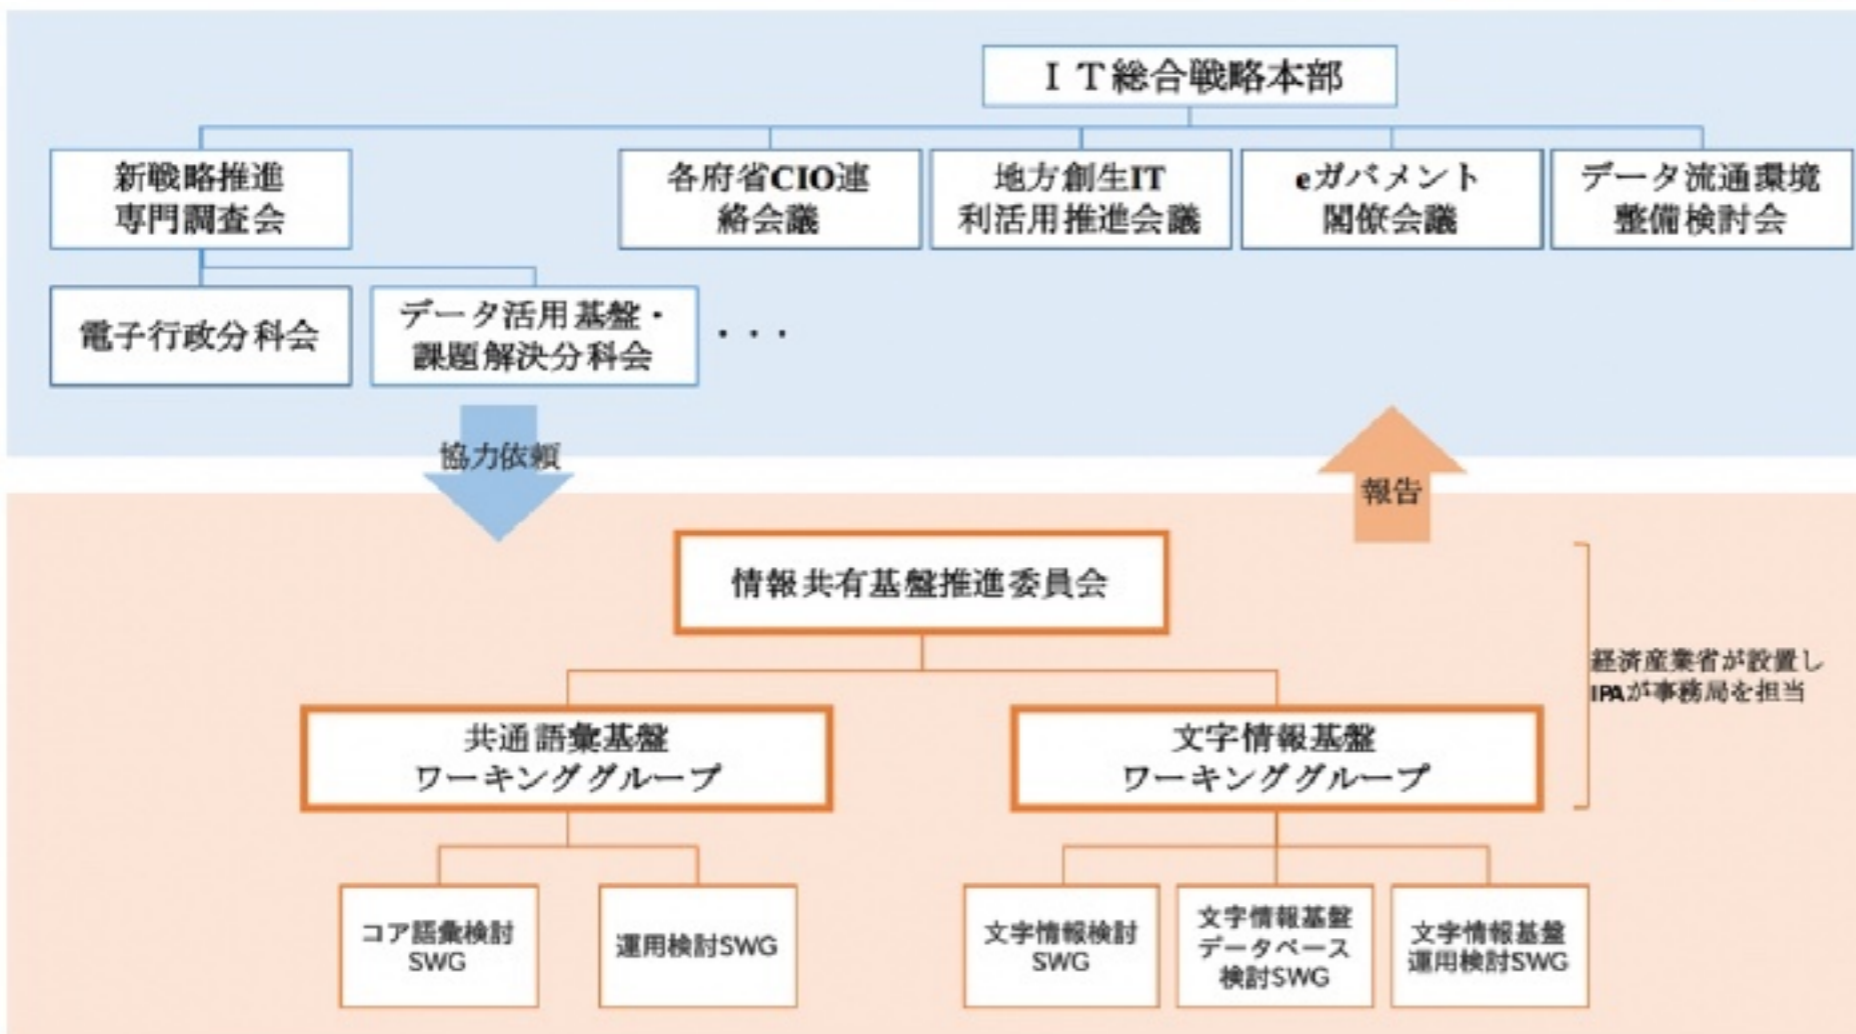 ＩＴ総合戦略本部
新戦略推進
専門調査会
各府省CIO連
絡会議
地方創生IT
利活用推進会議
eガバメント
閣僚会議
データ流通環境
整備検討会
電子行政分科会
データ活用基盤・
課題解決分科会
・・・
協力依頼
報告
情報共有基盤推進委員会
経済産業省が設置し
IPAが事務局を担当
共通語彙基盤
ワーキンググループ
文字情報基盤
ワーキンググループ
コア語彙検討
SWG
運用検討SWG
文字情報検討
SWG
文字情報基盤
データベース
検討SWG
文字情報基盤
運用検討SWG